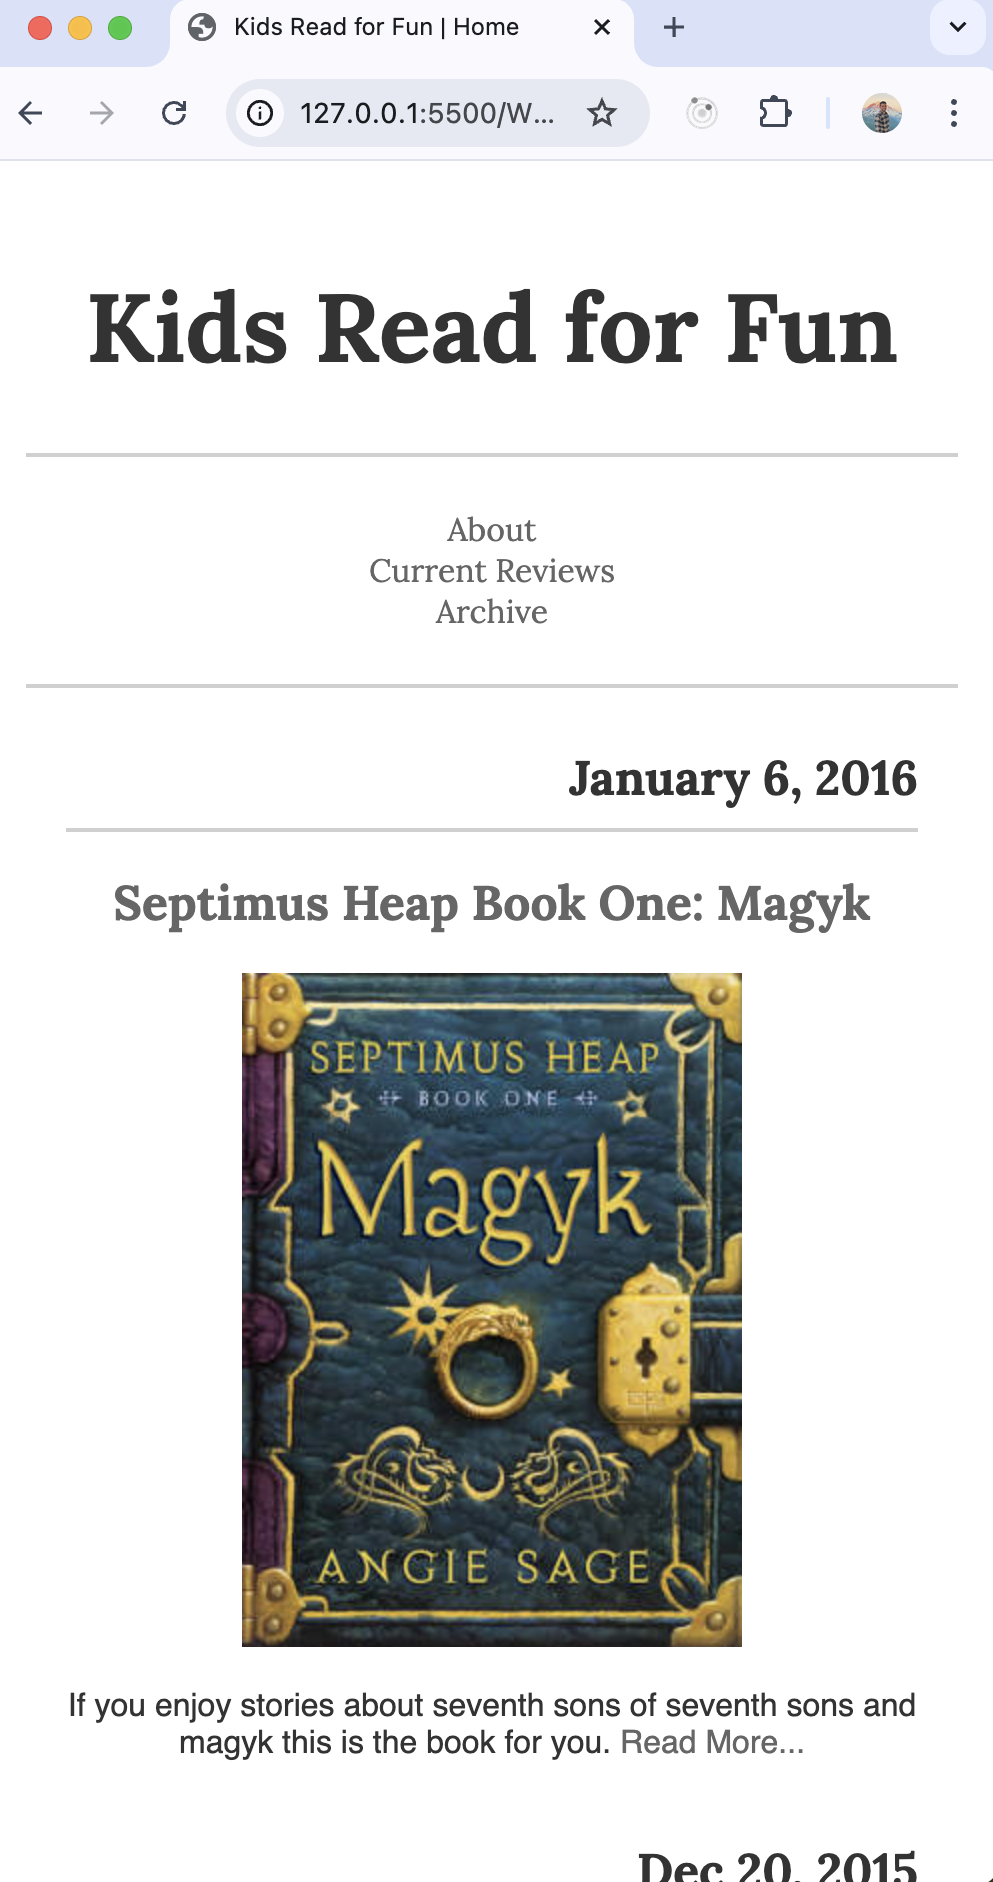 Kids Read for Fun | Home
127.0.0.1:5500/W...
Kids Read for Fun
About
Current Reviews
Archive
January 6, 2016
Septimus Heap Book One: Magyk
SEPTIMUS HEAP
BOOK ONE
Magyk
ANGIE SAGE
If you enjoy stories about seventh sons of seventh sons and
magyk this is the book for you. Read More...
Dec 20, 2015